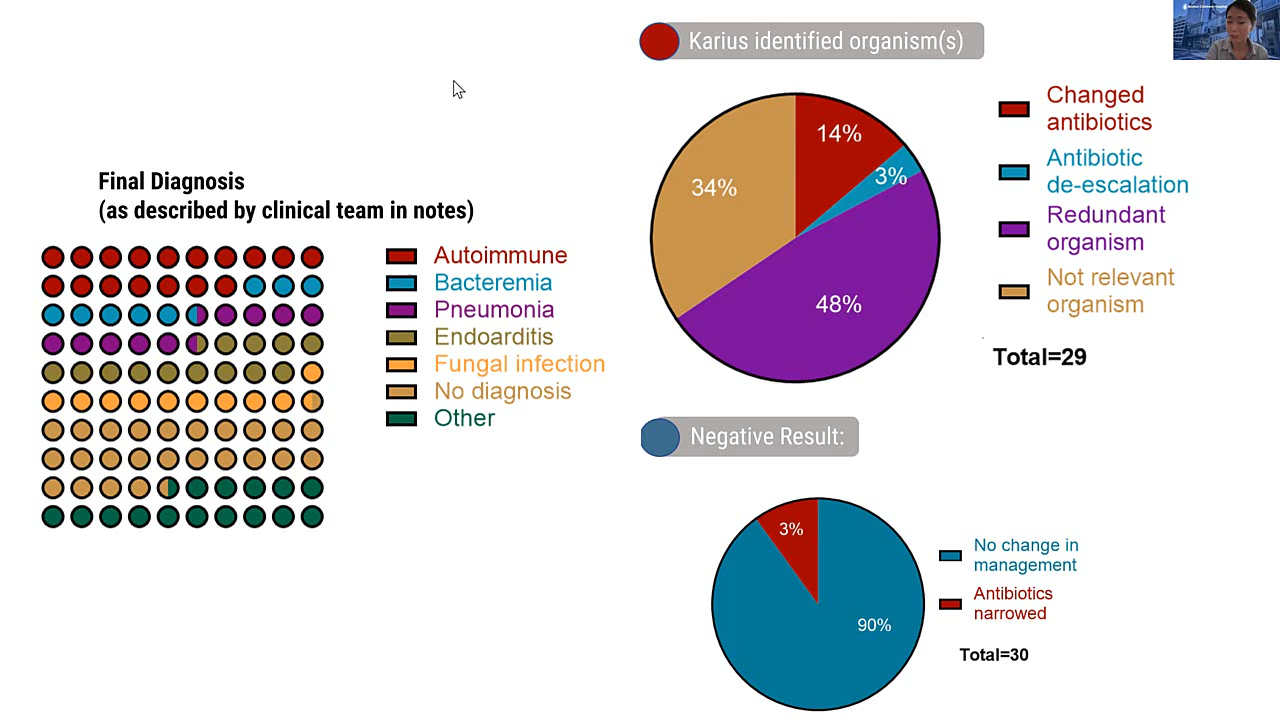 Karius identified organism(s)
14%
3%
34%
48%
Changed
antibiotics
Antibiotic
de-escalation
Redundant
organism
Not relevant
organism
Total=29
Final Diagnosis
(as described by clinical team in notes)
Autoimmune
Bacteremia
Pneumonia
Endoarditis
Fungal infection
No diagnosis
Other
Negative Result:
3%
90%
No change in
management
Antibiotics
narrowed
Total=30